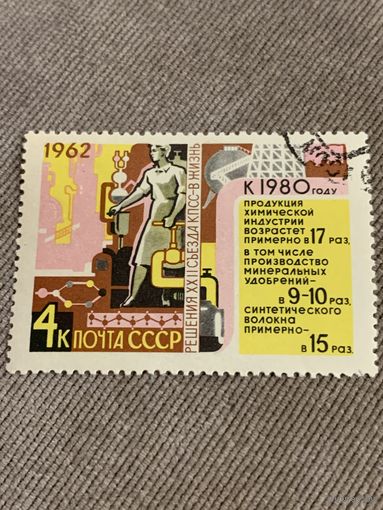 1962
РЕШЕНИЯ XXII СЪЕЗДА КПСС-В ЖИЗНЬ
4К ПОЧТА СССР
К 1980 ГОДУ
ПРОДУКЦИЯ
ХИМИЧЕСКОЙ
ИНДУСТРИИ
ВОЗРАСТЕТ
ПРИМЕРНО В 17 РАЗ,
В ТОМ ЧИСЛЕ
ПРОИЗВОДСТВО
МИНЕРАЛЬНЫХ
УДОБРЕНИЙ-
В 9-10 РАЗ,
СИНТЕТИЧЕСКОГО
ВОЛОКНА
ПРИМЕРНО-
В 15 РАЗ.